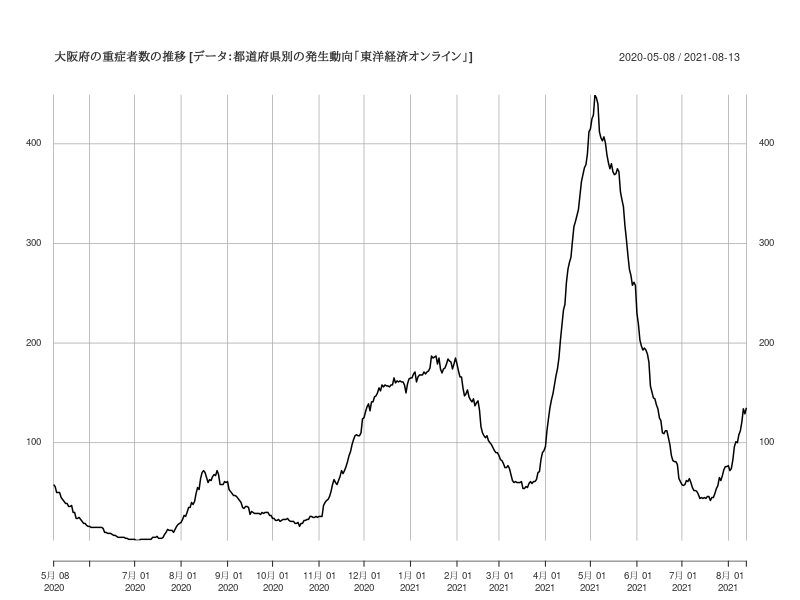 大阪府の重症者数の推移 [データ：都道府県別の発生動向「東洋経済オンライン」]
2020-05-08 / 2021-08-13
400
400
300
300
200
200
100
100
5月 08 2020
7月 01 2020
8月 01 2020
9月 01 2020
10月 01 2020
11月 01 2020
12月 01 2020
1月 01 2021
2月 01 2021
3月 01 2021
4月 01 2021
5月 01 2021
6月 01 2021
7月 01 2021
8月 01 2021